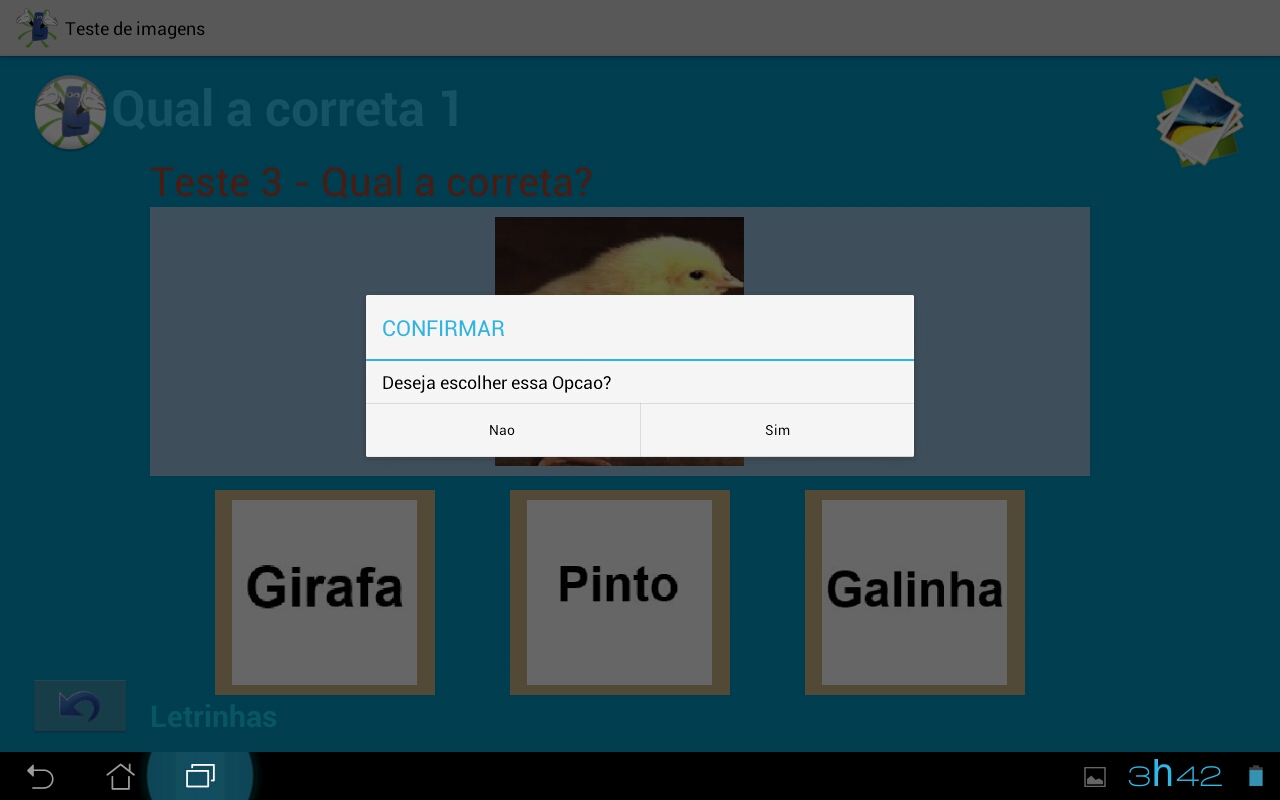 Teste de imagens
Qual a correta 1
Teste 3 - Qual a correta?
CONFIRMAR
Deseja escolher essa Opcao?
Nao Sim
Girafa Pinto Galinha
Letrinhas
3h42